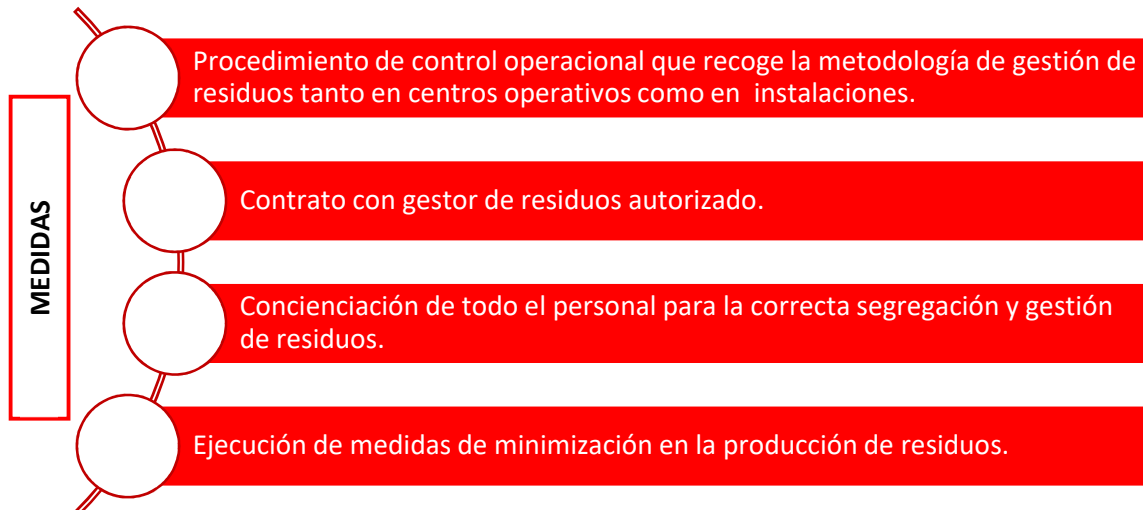 MEDIDAS
Procedimiento de control operacional que recoge la metodología de gestión de
residuos tanto en centros operativos como en instalaciones.
Contrato con gestor de residuos autorizado.
Concienciación de todo el personal para la correcta segregación y gestión
de residuos.
Ejecución de medidas de minimización en la producción de residuos.